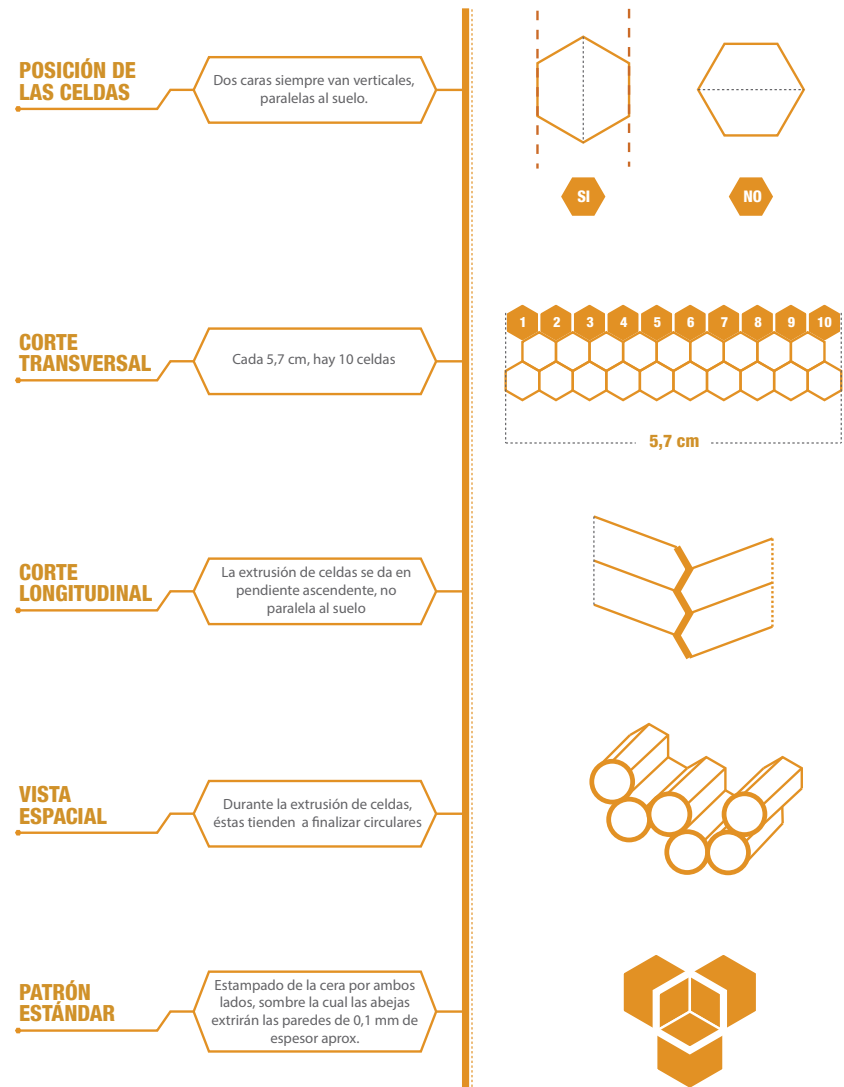 POSICIÓN DE
LAS CELDAS
Dos caras siempre van verticales,
paralelas al suelo.
SI
NO
CORTE
TRANSVERSAL
Cada 5,7 cm, hay 10 celdas
1 2 3 4 5 6 7 8 9 10
5,7 cm
CORTE
LONGITUDINAL
La extrusión de celdas se da en
pendiente ascendente, no
paralela al suelo
VISTA
ESPACIAL
Durante la extrusión de celdas,
éstas tienden a finalizar circulares
PATRÓN
ESTÁNDAR
Estampado de la cera por ambos
lados, sombre la cual las abejas
extrirán las paredes de 0,1 mm de
espesor aprox.